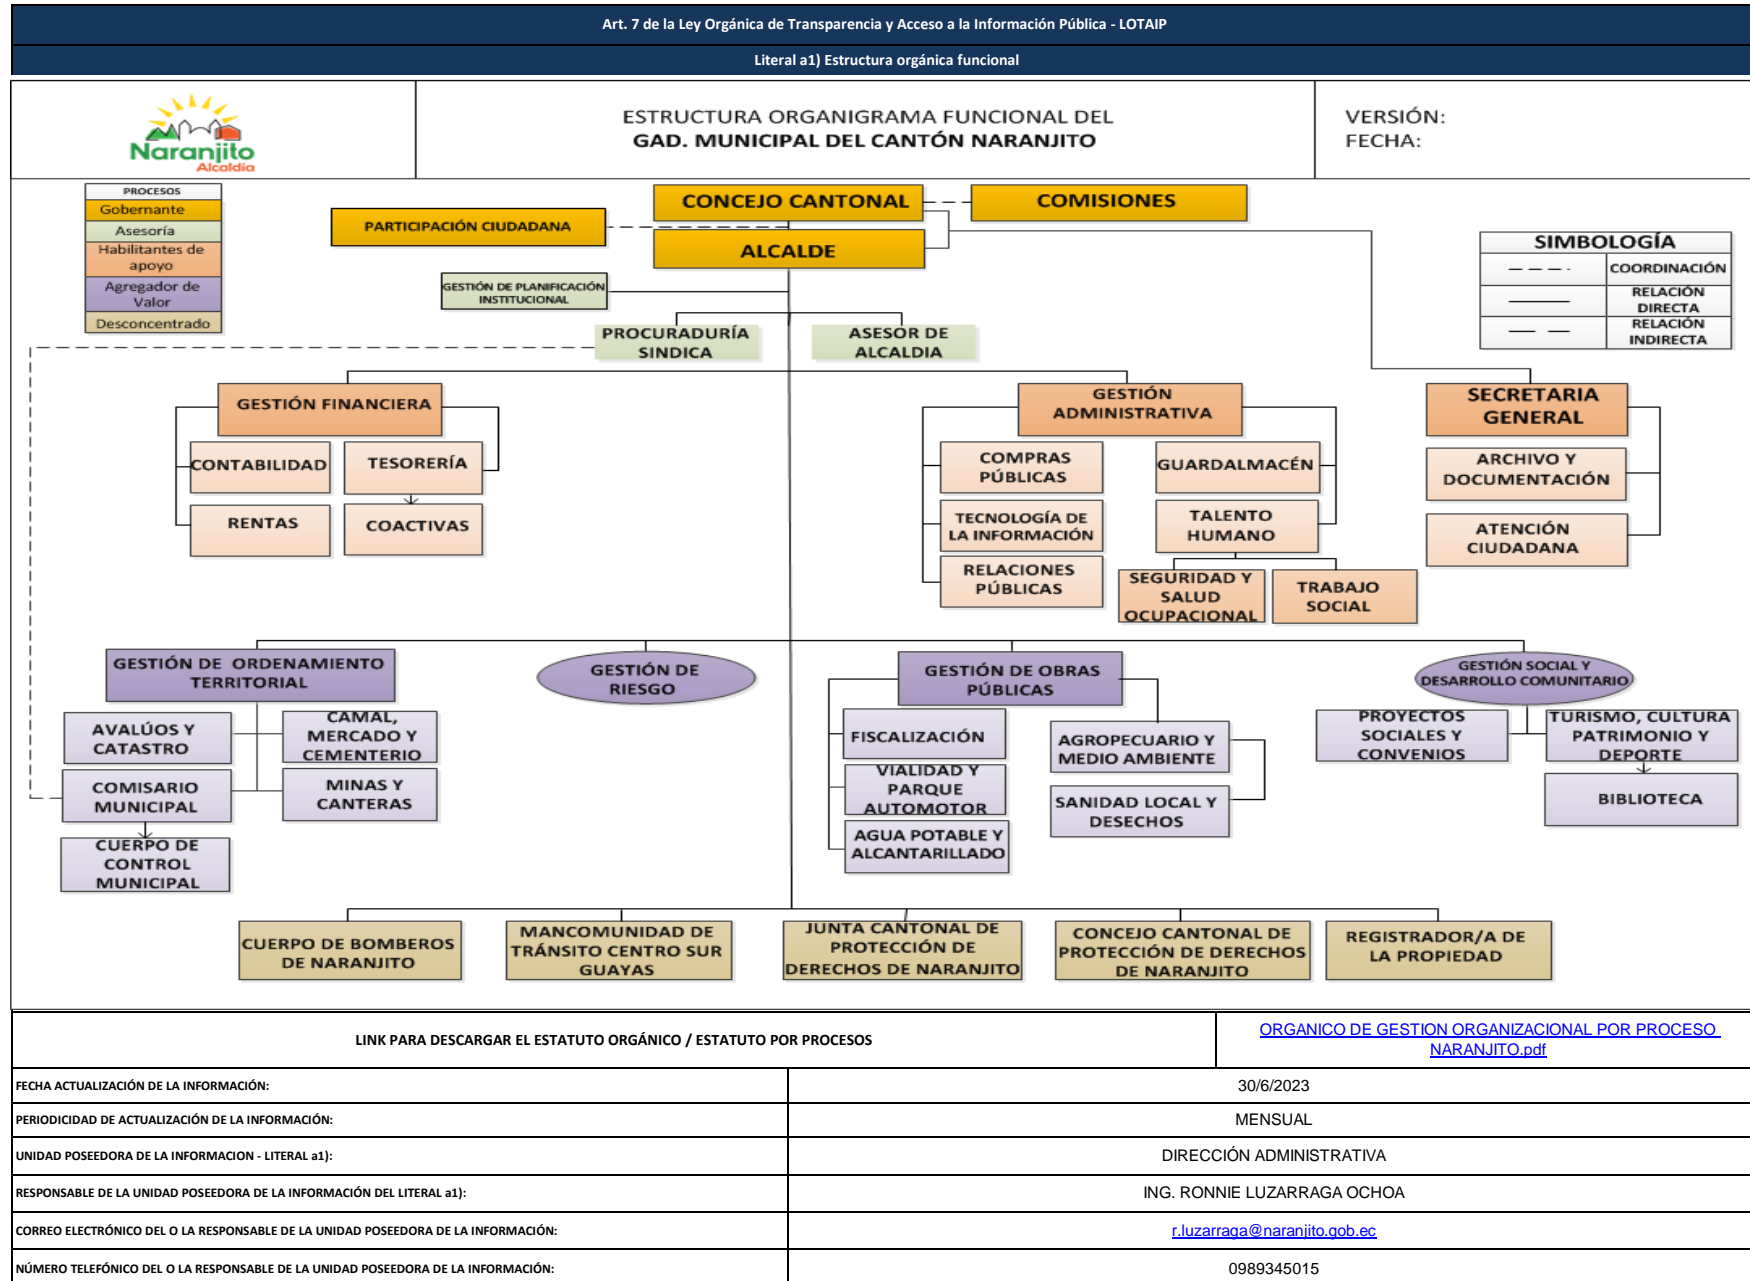 Art. 7 de la Ley Orgánica de Transparencia y Acceso a la Información Pública - LOTAIP
Literal a1) Estructura orgánica funcional
Naranjito
Alcaldía
ESTRUCTURA ORGANIGRAMA FUNCIONAL DEL
GAD. MUNICIPAL DEL CANTÓN NARANJITO
VERSIÓN:
FECHA:
PROCESOS
Gobernante
Asesoría
Habilitantes de
apoyo
Agregador de
Valor
Desconcentrado
CONCEJO CANTONAL
COMISIONES
PARTICIPACIÓN CIUDADANA
ALCALDE
SIMBOLOGÍA
COORDINACIÓN
RELACIÓN
DIRECTA
RELACIÓN
INDIRECTA
GESTIÓN DE PLANIFICACIÓN
INSTITUCIONAL
PROCURADURÍA
SINDICA
ASESOR DE
ALCALDIA
GESTIÓN FINANCIERA
CONTABILIDAD
TESORERÍA
RENTAS
COACTIVAS
GESTIÓN
ADMINISTRATIVA
COMPRAS
PÚBLICAS
GUARDALMACÉN
TECNOLOGÍA DE
LA INFORMACIÓN
TALENTO
HUMANO
RELACIONES
PÚBLICAS
SEGURIDAD Y
SALUD
OCUPACIONAL
TRABAJO
SOCIAL
SECRETARIA
GENERAL
ARCHIVO Y
DOCUMENTACIÓN
ATENCIÓN
CIUDADANA
GESTIÓN DE ORDENAMIENTO
TERRITORIAL
AVALÚOS Y
CATASTRO
CAMAL,
MERCADO Y
CEMENTERIO
COMISARIO
MUNICIPAL
MINAS Y
CANTERAS
CUERPO DE
CONTROL
MUNICIPAL
GESTIÓN DE
RIESGO
GESTIÓN DE OBRAS
PÚBLICAS
FISCALIZACIÓN
AGROPECUARIO Y
MEDIO AMBIENTE
VIALIDAD Y
PARQUE
AUTOMOTOR
SANIDAD LOCAL Y
DESECHOS
AGUA POTABLE Y
ALCANTARILLADO
GESTIÓN SOCIAL Y
DESARROLLO COMUNITARIO
PROYECTOS
SOCIALES Y
CONVENIOS
TURISMO, CULTURA
PATRIMONIO Y
DEPORTE
BIBLIOTECA
CUERPO DE BOMBEROS
DE NARANJITO
MANCOMUNIDAD DE
TRÁNSITO CENTRO SUR
GUAYAS
JUNTA CANTONAL DE
PROTECCIÓN DE
DERECHOS DE NARANJITO
CONCEJO CANTONAL DE
PROTECCIÓN DE DERECHOS
DE NARANJITO
REGISTRADOR/A DE
LA PROPIEDAD
LINK PARA DESCARGAR EL ESTATUTO ORGÁNICO / ESTATUTO POR PROCESOS
ORGANICO DE GESTION ORGANIZACIONAL POR PROCESO
NARANJITO.pdf
FECHA ACTUALIZACIÓN DE LA INFORMACIÓN:
30/6/2023
PERIODICIDAD DE ACTUALIZACIÓN DE LA INFORMACIÓN:
MENSUAL
UNIDAD POSEEDORA DE LA INFORMACION - LITERAL a1):
DIRECCIÓN ADMINISTRATIVA
RESPONSABLE DE LA UNIDAD POSEEDORA DE LA INFORMACIÓN DEL LITERAL a1):
ING. RONNIE LUZARRAGA OCHOA
CORREO ELECTRÓNICO DEL O LA RESPONSABLE DE LA UNIDAD POSEEDORA DE LA INFORMACIÓN:
r.luzarraga@naranjito.gob.ec
NÚMERO TELEFÓNICO DEL O LA RESPONSABLE DE LA UNIDAD POSEEDORA DE LA INFORMACIÓN:
0989345015